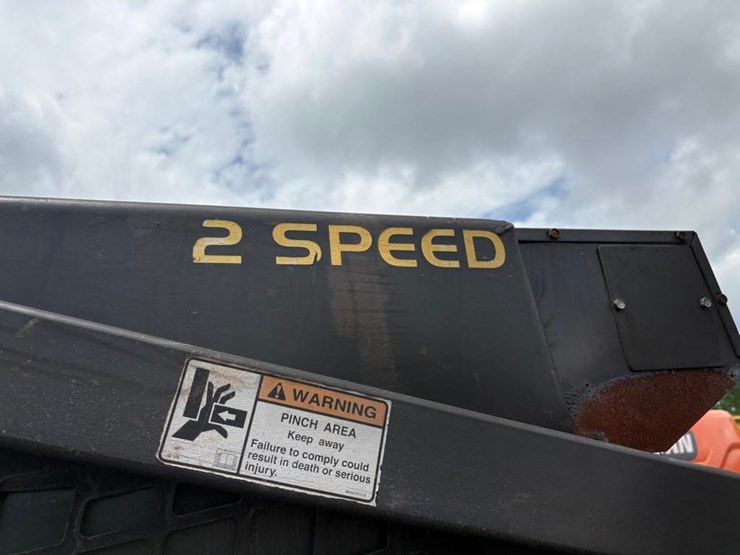 2 SPEED
WARNING
PINCH AREA
Keep away
Failure to comply could
result in death or serious
injury.